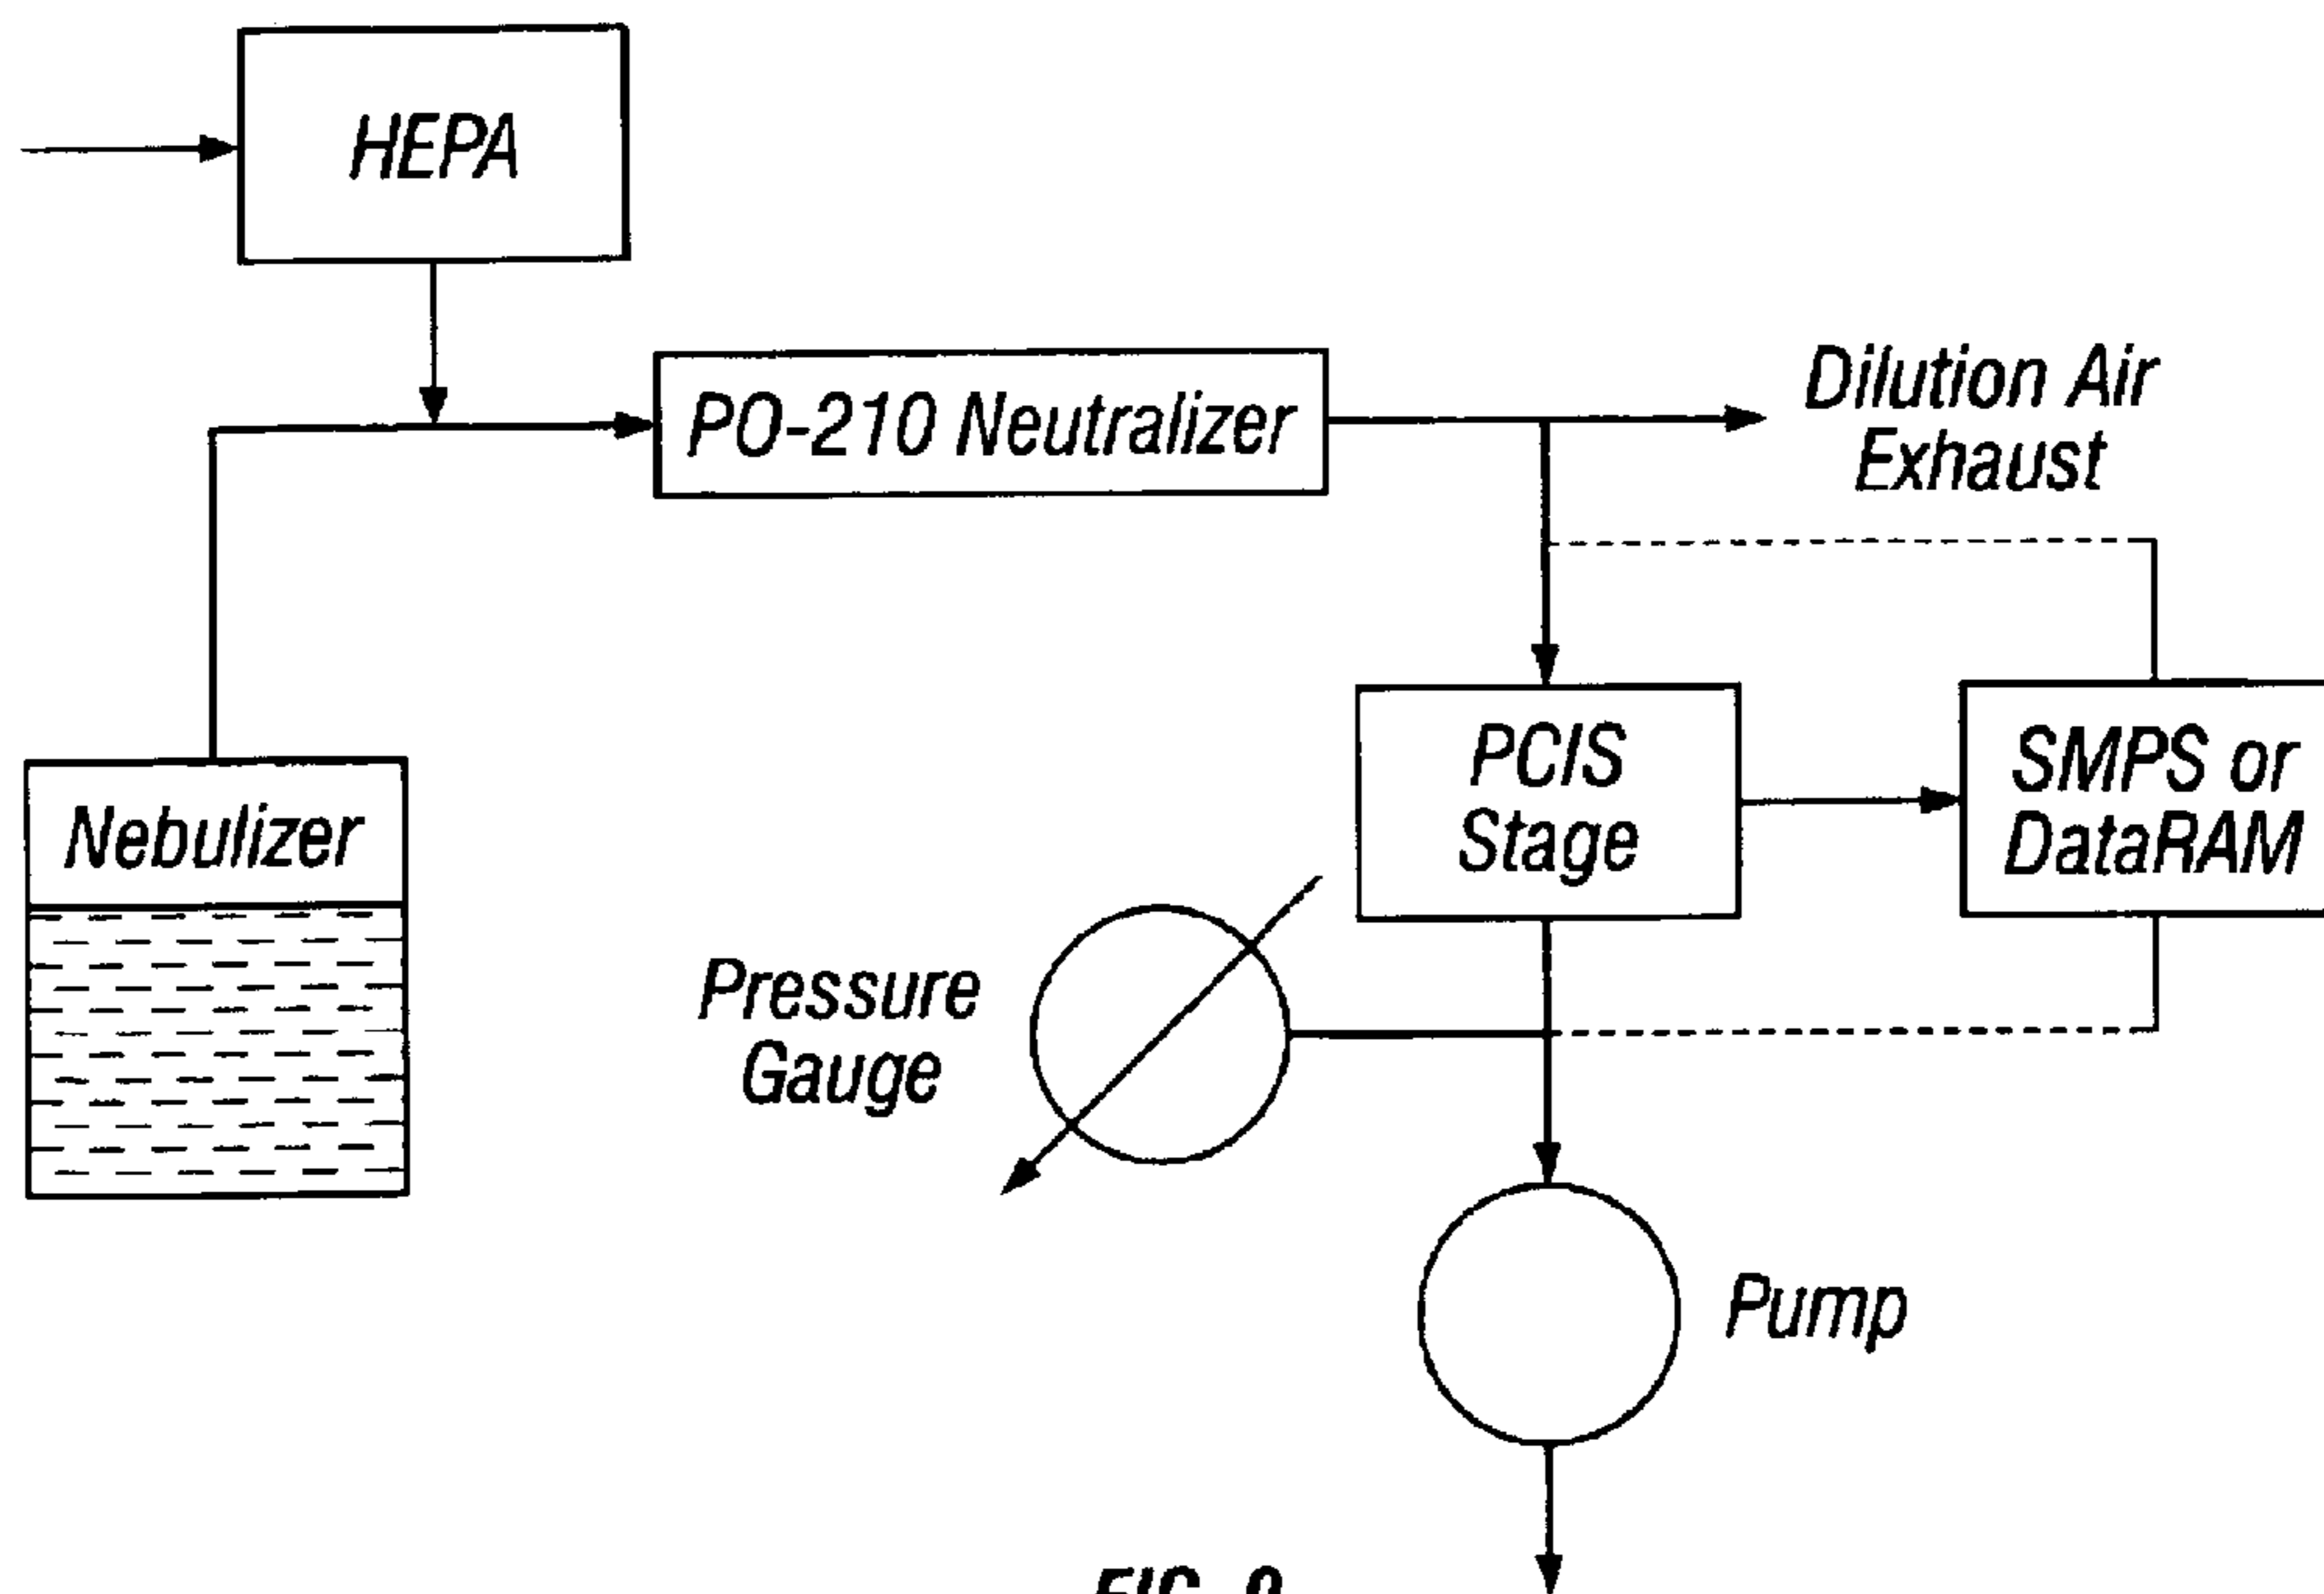 HEPA
PO-210 Neutralizer
Dilution Air
Exhaust
Nebulizer
PCIS
Stage
SMPS or
DataRAM
Pressure
Gauge
Pump